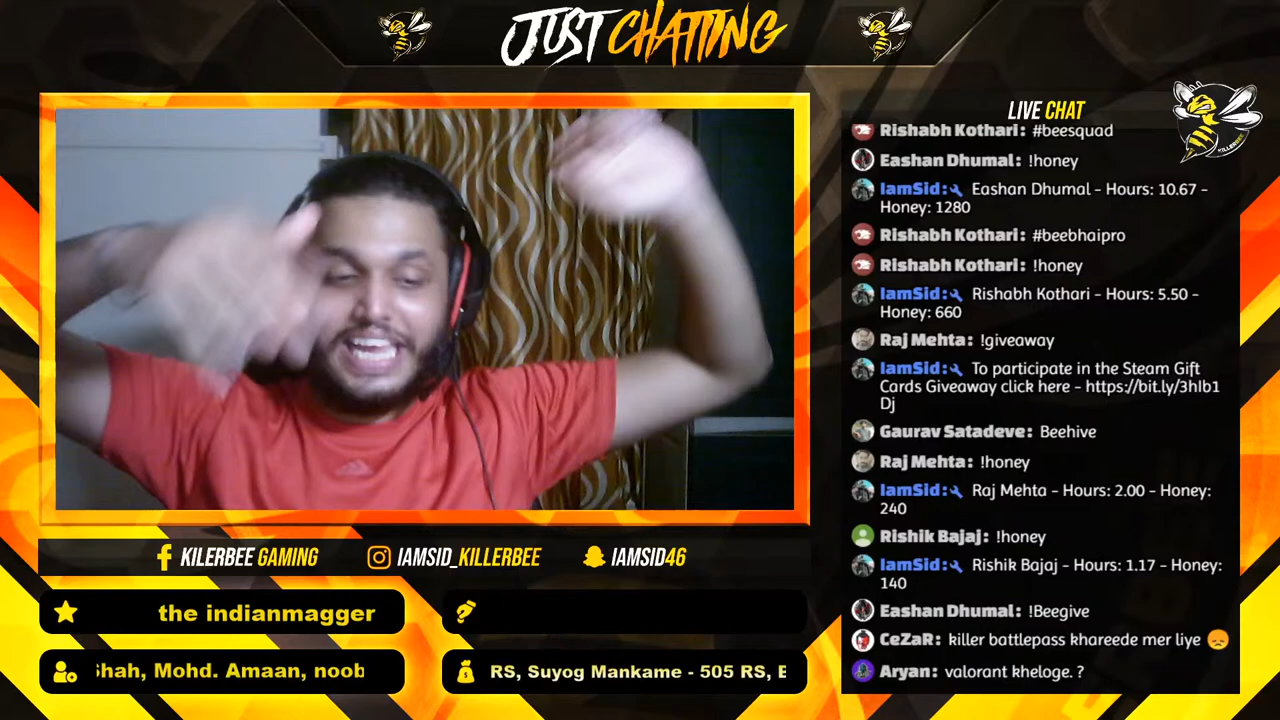 JUST CHATTING
LIVE CHAT
KILLERBEE
Rishabh Kothari: #beesquad
Eashan Dhumal: !honey
IamSid: Eashan Dhumal - Hours: 10.67 -
Honey: 1280
Rishabh Kothari: #beebhaipro
Rishabh Kothari: !honey
IamSid: Rishabh Kothari - Hours: 5.50 -
Honey: 660
Raj Mehta: !giveaway
IamSid: To participate in the Steam Gift
Cards Giveaway click here - https://bit.ly/3hIb1
Dj
Gaurav Satadeve: Beehive
Raj Mehta: !honey
IamSid: Raj Mehta - Hours: 2.00 - Honey:
240
Rishik Bajaj: !honey
IamSid: Rishik Bajaj - Hours: 1.17 - Honey:
140
Eashan Dhumal: !Beegive
CeZaR: killer battlepass khareede mer liye 😞
Aryan: valorant kheloge. ?
KILERBEE GAMING
IAMSID_KILLERBEE
IAMSID46
the indianmagger
Shah, Mohd. Amaan, noob
RS, Suyog Mankame - 505 RS, E